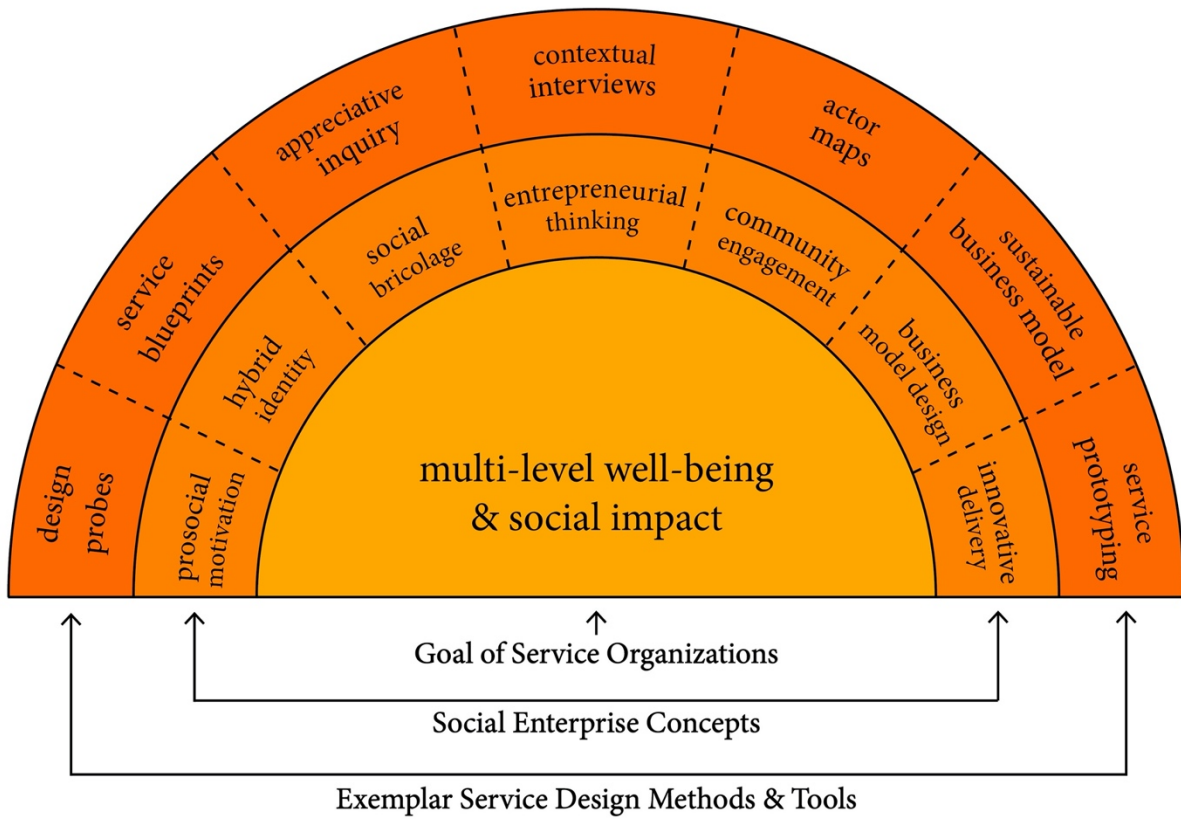 design
probes
service
blueprints
appreciative
inquiry
contextual
interviews
actor
maps
sustainable
business model
service
prototyping
prosocial
motivation
hybrid
identity
social
bricolage
entrepreneurial
thinking
community
engagement
business
model design
innovative
delivery
multi-level well-being
& social impact
Goal of Service Organizations
Social Enterprise Concepts
Exemplar Service Design Methods & Tools